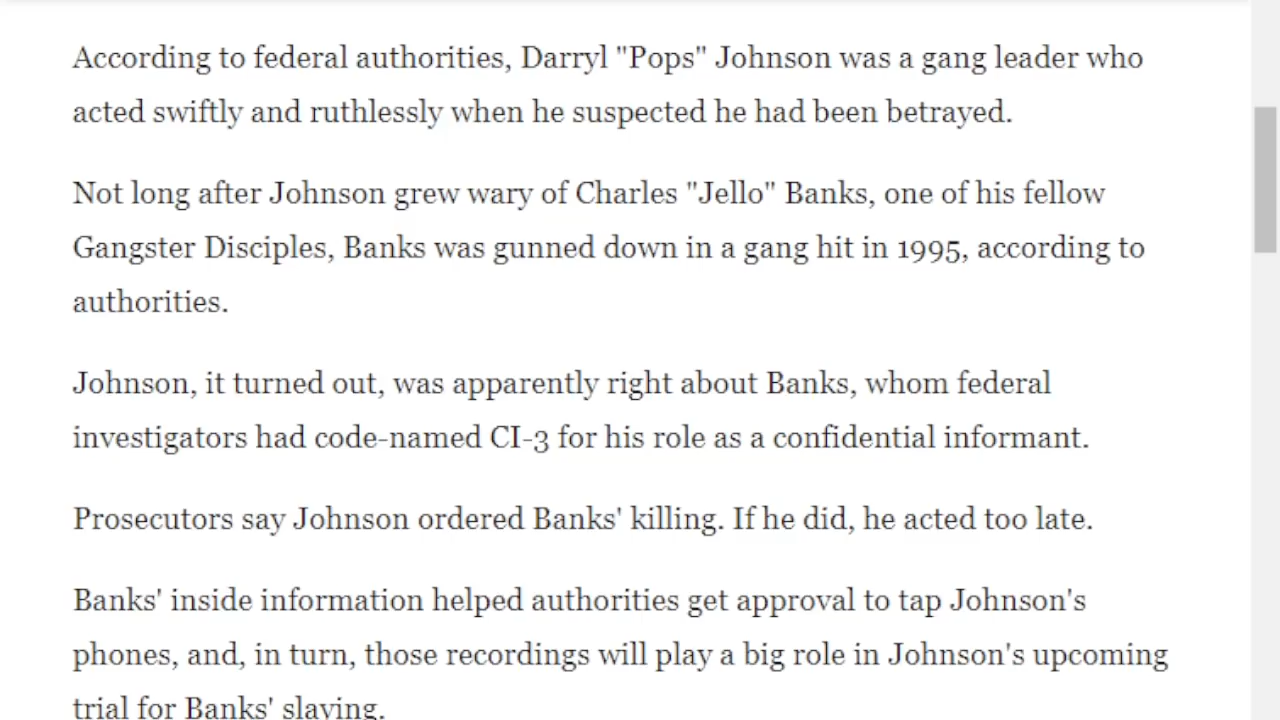 According to federal authorities, Darryl "Pops" Johnson was a gang leader who
acted swiftly and ruthlessly when he suspected he had been betrayed.
Not long after Johnson grew wary of Charles "Jello" Banks, one of his fellow
Gangster Disciples, Banks was gunned down in a gang hit in 1995, according to
authorities.
Johnson, it turned out, was apparently right about Banks, whom federal
investigators had code-named CI-3 for his role as a confidential informant.
Prosecutors say Johnson ordered Banks' killing. If he did, he acted too late.
Banks' inside information helped authorities get approval to tap Johnson's
phones, and, in turn, those recordings will play a big role in Johnson's upcoming
trial for Banks' slaying.